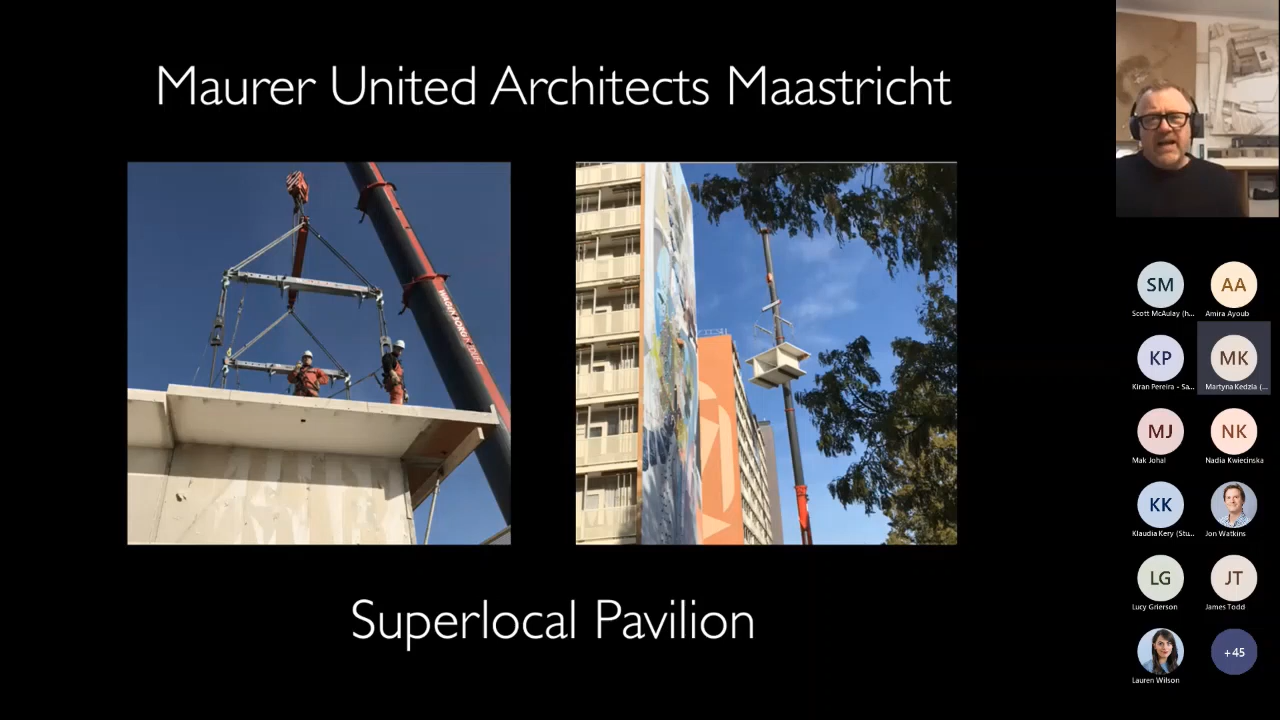 Maurer United Architects Maastricht
Superlocal Pavilion
SM
AA
Scott McAulay (h...
Amira Ayoub
KP
MK
Kiran Pereira - Sa...
Martyna Kedzia (...
MJ
NK
Mak Johal
Nadia Kwiecinska
KK
Klaudia Kery (Stu...
Jon Watkins
LG
JT
Lucy Grierson
James Todd
+45
Lauren Wilson